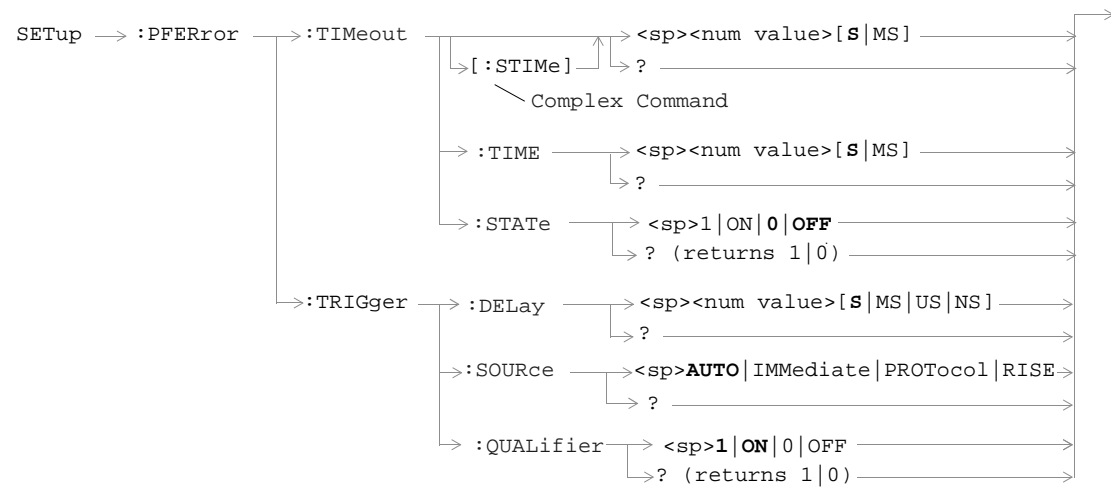 SETup :PFERror :TIMeout <sp><num value>[S|MS]
[:STIMe] ?
Complex Command
:TIME <sp><num value>[S|MS]
?
:STATe <sp>1|ON|0|OFF
? (returns 1|0)
:TRIGger :DELay <sp><num value>[S|MS|US|NS]
?
:SOURce <sp>AUTO|IMMediate|PROTocol|RISE
?
:QUALifier <sp>1|ON|0|OFF
? (returns 1|0)